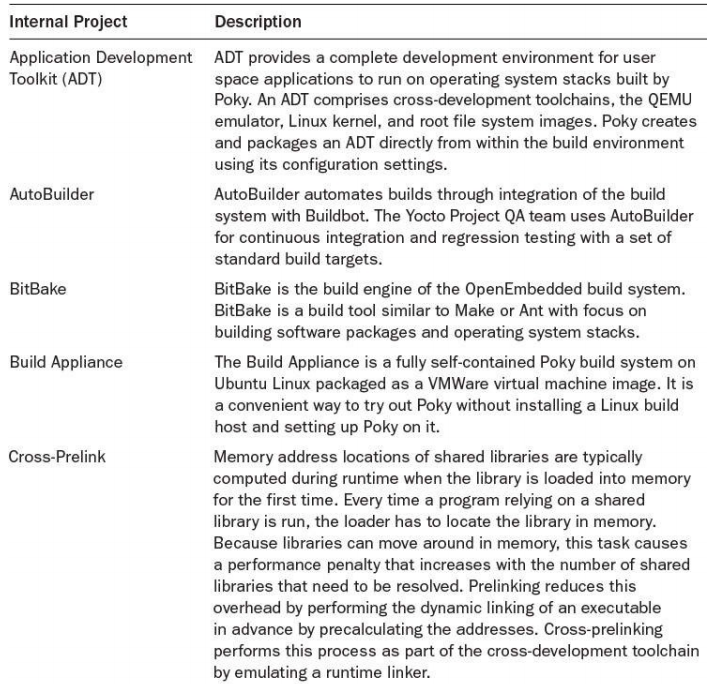 Internal Project Description
Application Development Toolkit (ADT)
ADT provides a complete development environment for user
space applications to run on operating system stacks built by
Poky. An ADT comprises cross-development toolchains, the QEMU
emulator, Linux kernel, and root file system images. Poky creates
and packages an ADT directly from within the build environment
using its configuration settings.
AutoBuilder
AutoBuilder automates builds through integration of the build
system with Buildbot. The Yocto Project QA team uses AutoBuilder
for continuous integration and regression testing with a set of
standard build targets.
BitBake
BitBake is the build engine of the OpenEmbedded build system.
BitBake is a build tool similar to Make or Ant with focus on
building software packages and operating system stacks.
Build Appliance
The Build Appliance is a fully self-contained Poky build system on
Ubuntu Linux packaged as a VMWare virtual machine image. It is
a convenient way to try out Poky without installing a Linux build
host and setting up Poky on it.
Cross-Prelink
Memory address locations of shared libraries are typically
computed during runtime when the library is loaded into memory
for the first time. Every time a program relying on a shared
library is run, the loader has to locate the library in memory.
Because libraries can move around in memory, this task causes
a performance penalty that increases with the number of shared
libraries that need to be resolved. Prelinking reduces this
overhead by performing the dynamic linking of an executable
in advance by precalculating the addresses. Cross-prelinking
performs this process as part of the cross-development toolchain
by emulating a runtime linker.